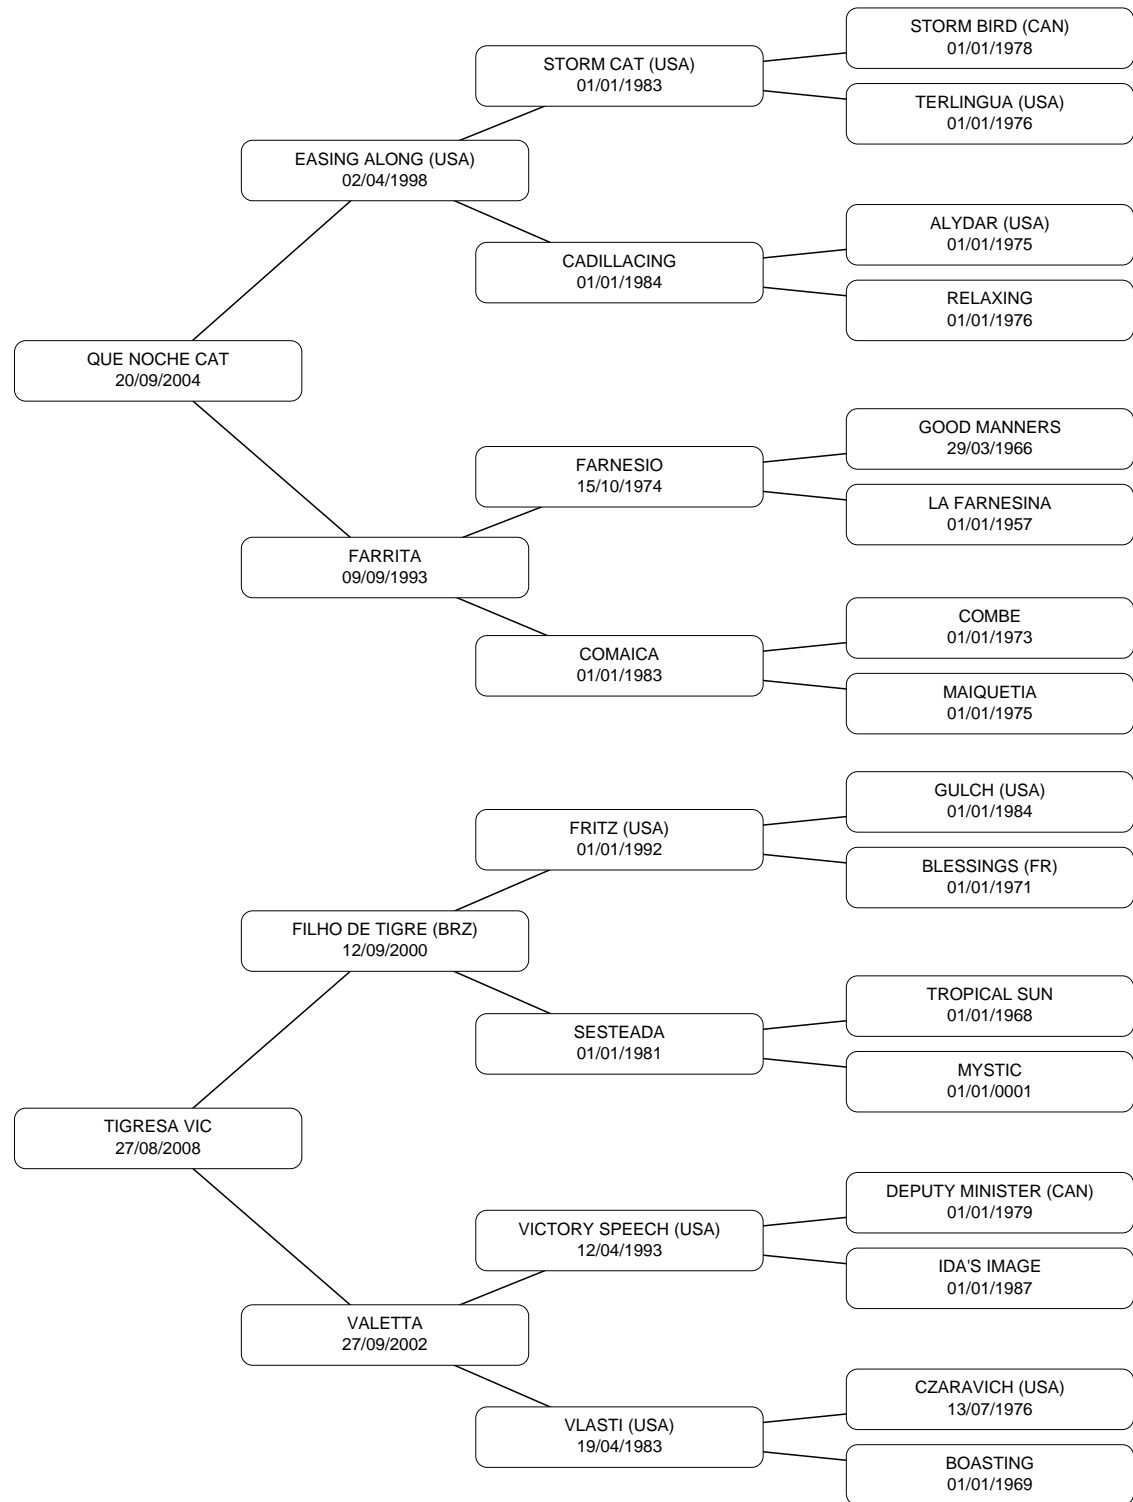 STORM BIRD (CAN)
01/01/1978
STORM CAT (USA)
01/01/1983
TERLINGUA (USA)
01/01/1976
EASING ALONG (USA)
02/04/1998
ALYDAR (USA)
01/01/1975
CADILLACING
01/01/1984
RELAXING
01/01/1976
QUE NOCHE CAT
20/09/2004
GOOD MANNERS
29/03/1966
FARNESIO
15/10/1974
LA FARNESINA
01/01/1957
FARRITA
09/09/1993
COMBE
01/01/1973
COMAICA
01/01/1983
MAIQUETIA
01/01/1975
GULCH (USA)
01/01/1984
FRITZ (USA)
01/01/1992
BLESSINGS (FR)
01/01/1971
FILHO DE TIGRE (BRZ)
12/09/2000
TROPICAL SUN
01/01/1968
SESTEADA
01/01/1981
MYSTIC
01/01/0001
TIGRESA VIC
27/08/2008
DEPUTY MINISTER (CAN)
01/01/1979
VICTORY SPEECH (USA)
12/04/1993
IDA'S IMAGE
01/01/1987
VALETTA
27/09/2002
CZARAVICH (USA)
13/07/1976
VLASTI (USA)
19/04/1983
BOASTING
01/01/1969